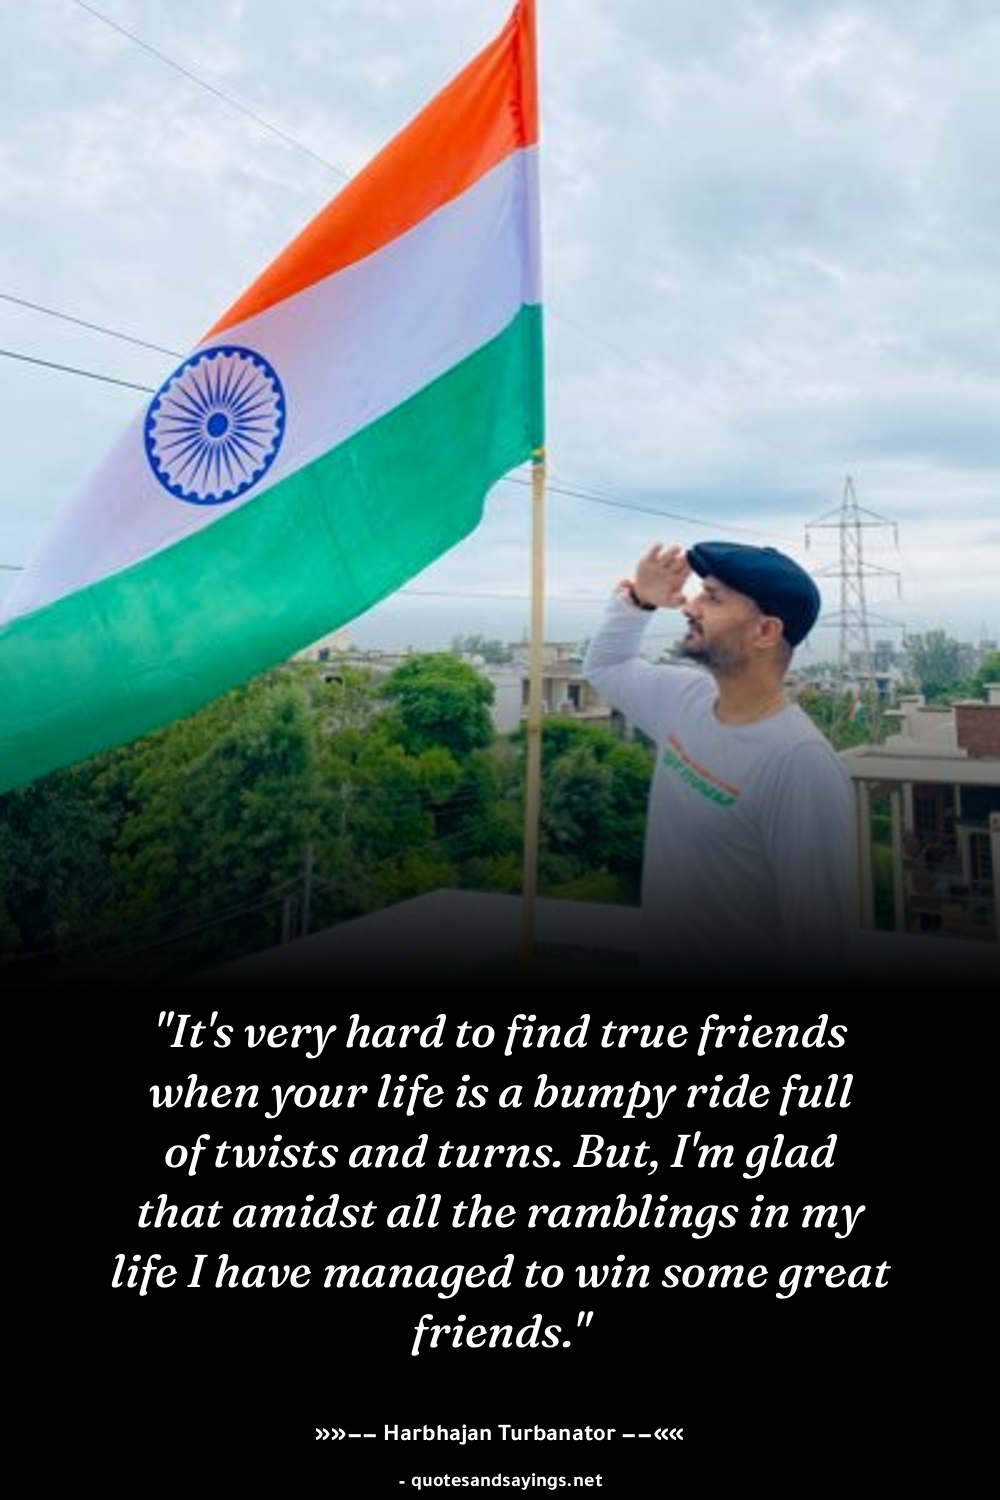 "It's very hard to find true friends
when your life is a bumpy ride full
of twists and turns. But, I'm glad
that amidst all the ramblings in my
life I have managed to win some great
friends."
»»−− Harbhajan Turbanator −−««
- quotesandsayings.net